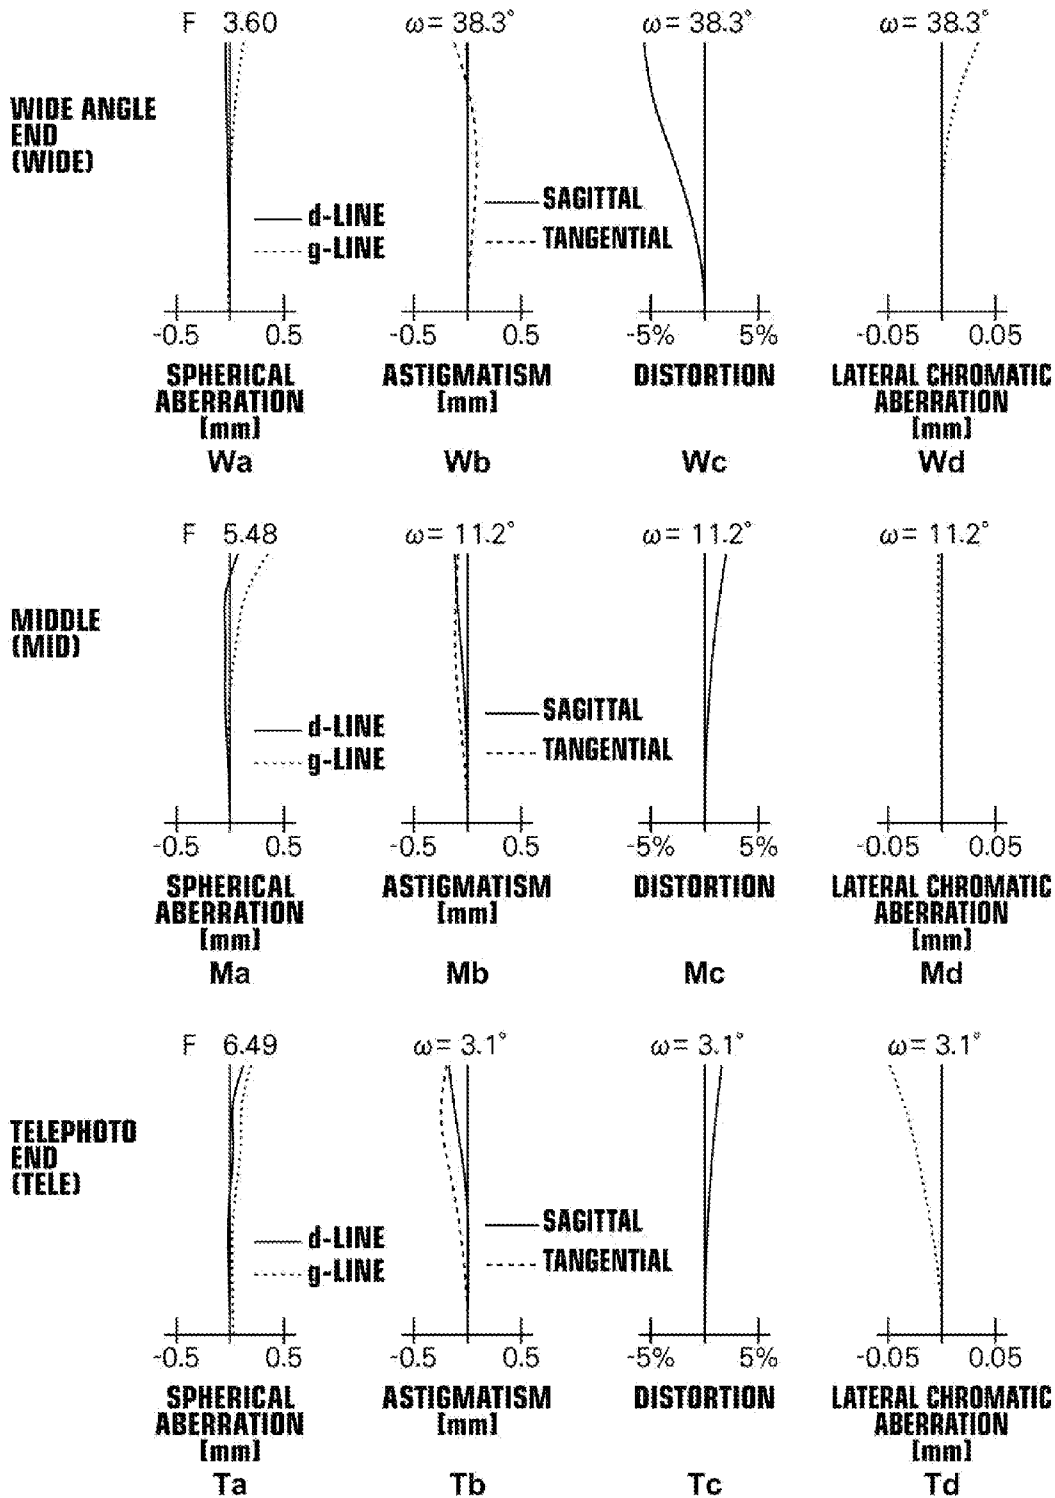 F 3.60 ω= 38.3° ω= 38.3° ω= 38.3°
WIDE ANGLE
END
(WIDE)
d-LINE
g-LINE
SAGITTAL
TANGENTIAL
-0.5 0.5 -0.5 0.5 -5% 5% -0.05 0.05
SPHERICAL
ABERRATION
[mm]
ASTIGMATISM
[mm]
DISTORTION
LATERAL CHROMATIC
ABERRATION
[mm]
Wa Wb Wc Wd
F 5.48 ω= 11.2° ω= 11.2° ω= 11.2°
MIDDLE
(MID)
d-LINE
g-LINE
SAGITTAL
TANGENTIAL
-0.5 0.5 -0.5 0.5 -5% 5% -0.05 0.05
SPHERICAL
ABERRATION
[mm]
ASTIGMATISM
[mm]
DISTORTION
LATERAL CHROMATIC
ABERRATION
[mm]
Ma Mb Mc Md
F 6.49 ω= 3.1° ω= 3.1° ω= 3.1°
TELEPHOTO
END
(TELE)
d-LINE
g-LINE
SAGITTAL
TANGENTIAL
-0.5 0.5 -0.5 0.5 -5% 5% -0.05 0.05
SPHERICAL
ABERRATION
[mm]
ASTIGMATISM
[mm]
DISTORTION
LATERAL CHROMATIC
ABERRATION
[mm]
Ta Tb Tc Td